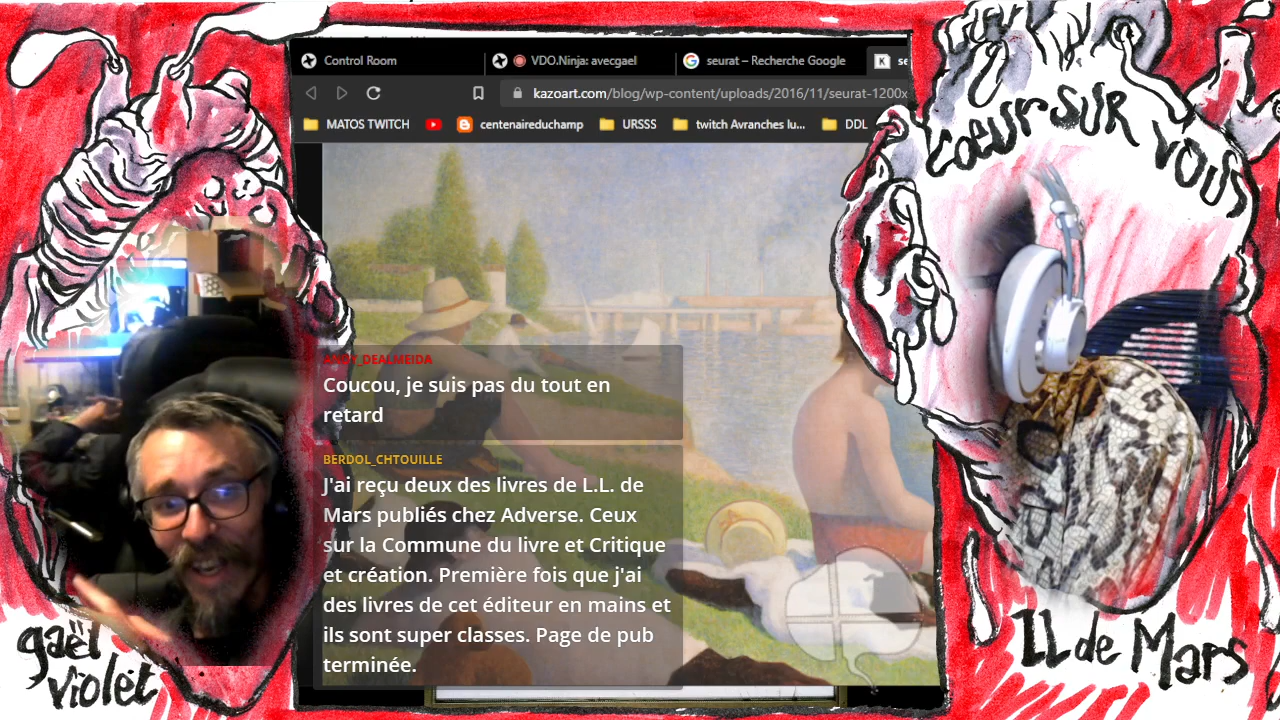 Control Room
VDO.Ninja: avecgael
seurat – Recherche Google
se
kazoart.com/blog/wp-content/uploads/2016/11/seurat-1200x
MATOS TWITCH
centenaireduchamp
URSSS
twitch Avranches lu...
DDL
cœur SUR VOUS
ANDY_DEALMEIDA
Coucou, je suis pas du tout en
retard
BERDOL_CHTOUILLE
J'ai reçu deux des livres de L.L. de
Mars publiés chez Adverse. Ceux
sur la Commune du livre et Critique
et création. Première fois que j'ai
des livres de cet éditeur en mains et
ils sont super classes. Page de pub
terminée.
gaël
violet
LL de Mars